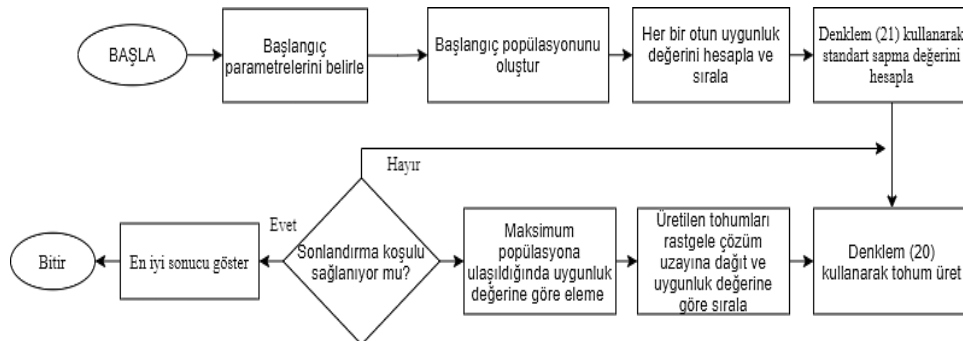 BAŞLA
Başlangıç
parametrelerini belirle
Başlangıç popülasyonunu
oluştur
Her bir otun uygunluk
değerini hesapla ve
sırala
Denklem (21) kullanarak
standart sapma değerini
hesapla
Hayır
Evet
Bitir
En iyi sonucu göster
Sonlandırma koşulu
sağlanıyor mu?
Maksimum
popülasyona
ulaşıldığında uygunluk
değerine göre eleme
Üretilen tohumları
rastgele çözüm
uzayına dağıt ve
uygunluk değerine
göre sırala
Denklem (20)
kullanarak tohum üret